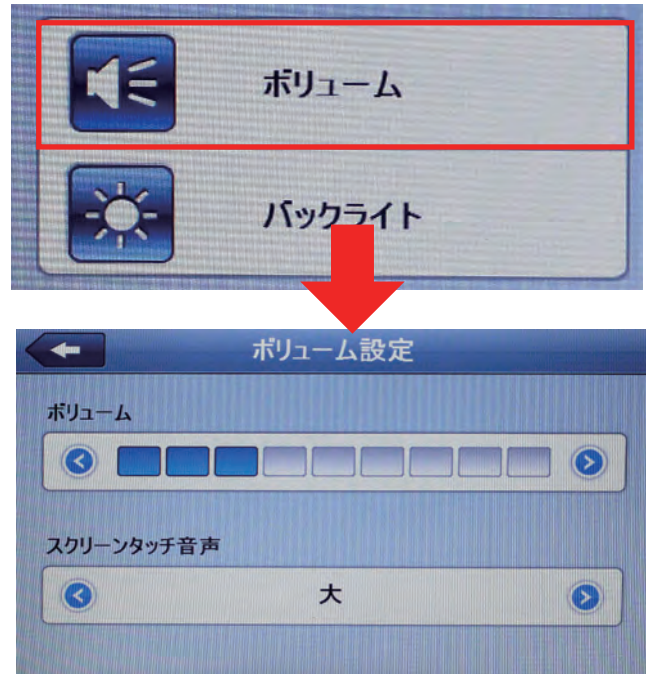 ボリューム
バックライト
ボリューム設定
ボリューム
スクリーンタッチ音声
大